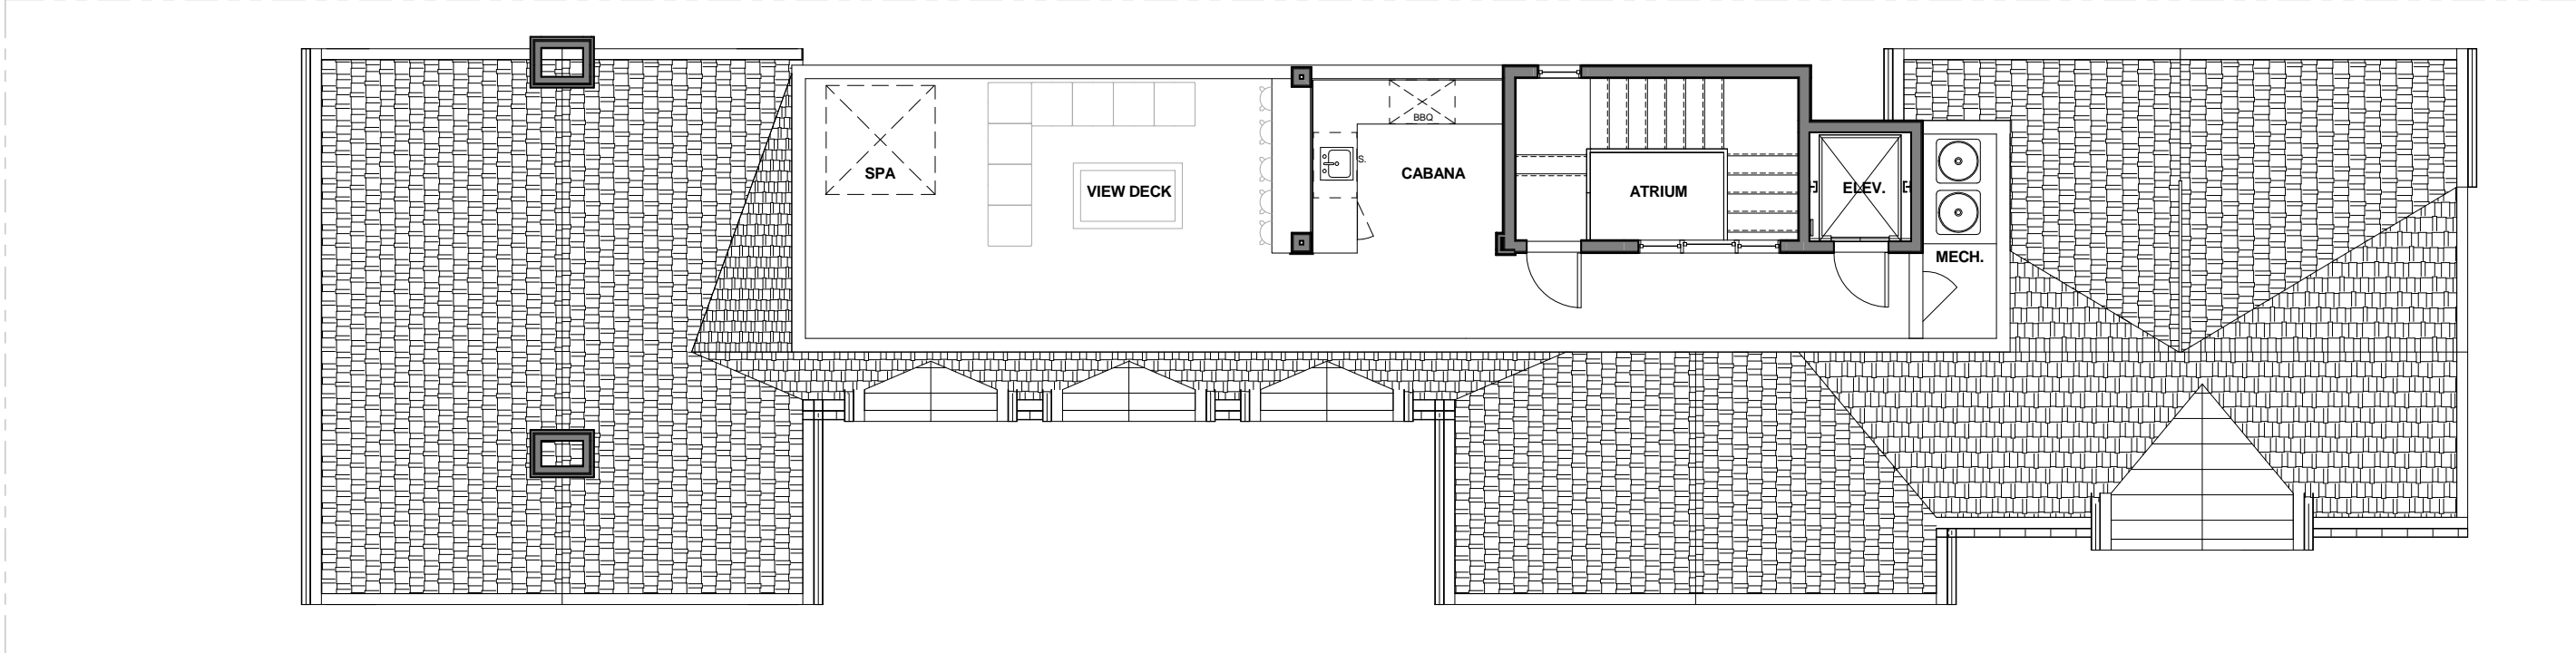 SPA
VIEW DECK
BBQ
S.
CABANA
ATRIUM
ELEV.
MECH.